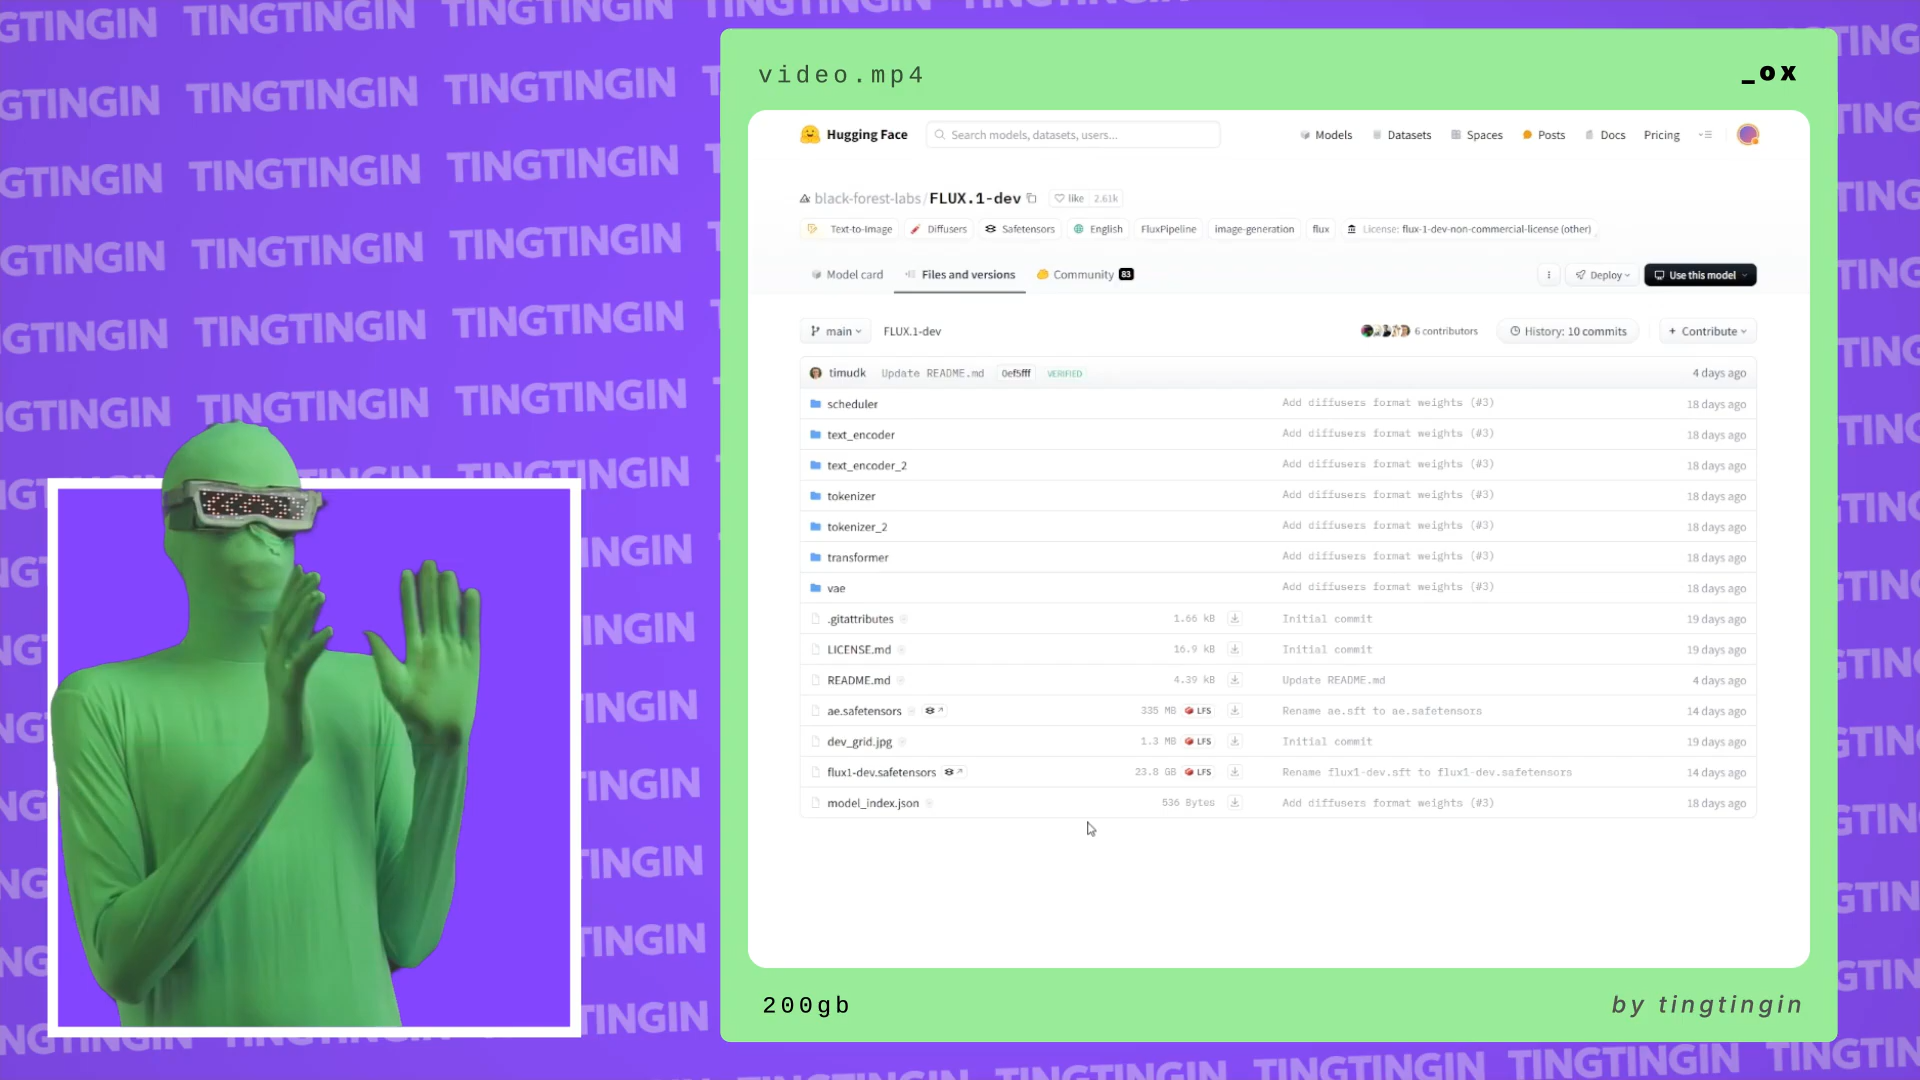 TINGTINGIN
video.mp4
_ox
Hugging Face
Search models, datasets, users...
Models
Datasets
Spaces
Posts
Docs
Pricing
black-forest-labs/FLUX.1-dev
like 2.61k
Text-to-Image
Diffusers
Safetensors
English
FluxPipeline
image-generation
flux
License: flux-1-dev-non-commercial-license (other)
Model card
Files and versions
Community 83
Deploy
Use this model
main
FLUX.1-dev
6 contributors
History: 10 commits
+ Contribute
timudk Update README.md 0ef5fff VERIFIED 4 days ago
scheduler Add diffusers format weights (#3) 18 days ago
text_encoder Add diffusers format weights (#3) 18 days ago
text_encoder_2 Add diffusers format weights (#3) 18 days ago
tokenizer Add diffusers format weights (#3) 18 days ago
tokenizer_2 Add diffusers format weights (#3) 18 days ago
transformer Add diffusers format weights (#3) 18 days ago
vae Add diffusers format weights (#3) 18 days ago
.gitattributes 1.66 kB Initial commit 19 days ago
LICENSE.md 16.9 kB Initial commit 19 days ago
README.md 4.39 kB Update README.md 4 days ago
ae.safetensors 335 MB LFS Rename ae.sft to ae.safetensors 14 days ago
dev_grid.jpg 1.3 MB LFS Initial commit 19 days ago
flux1-dev.safetensors 23.8 GB LFS Rename flux1-dev.sft to flux1-dev.safetensors 14 days ago
model_index.json 536 Bytes Add diffusers format weights (#3) 18 days ago
200gb
by tingtingin